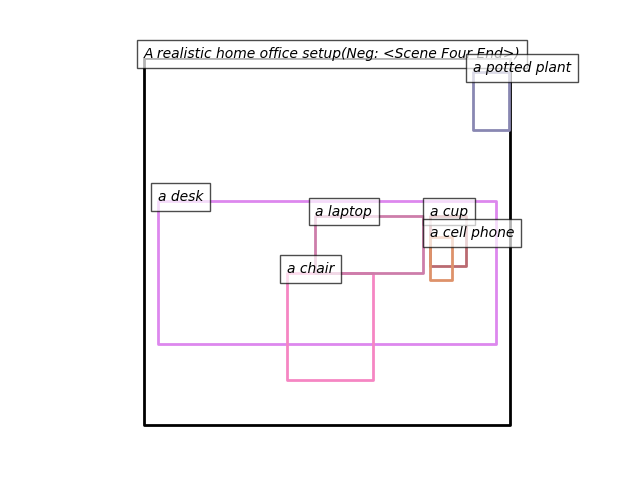 A realistic home office setup(Neg: <Scene Four End>)
a potted plant
a desk
a laptop
a cup
a cell phone
a chair